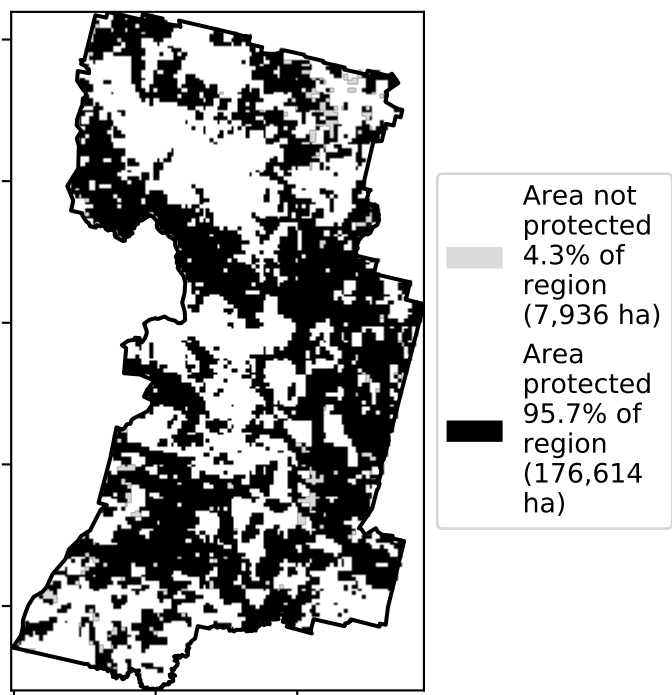 Area not
protected
4.3% of
region
(7,936 ha)
Area
protected
95.7% of
region
(176,614
ha)